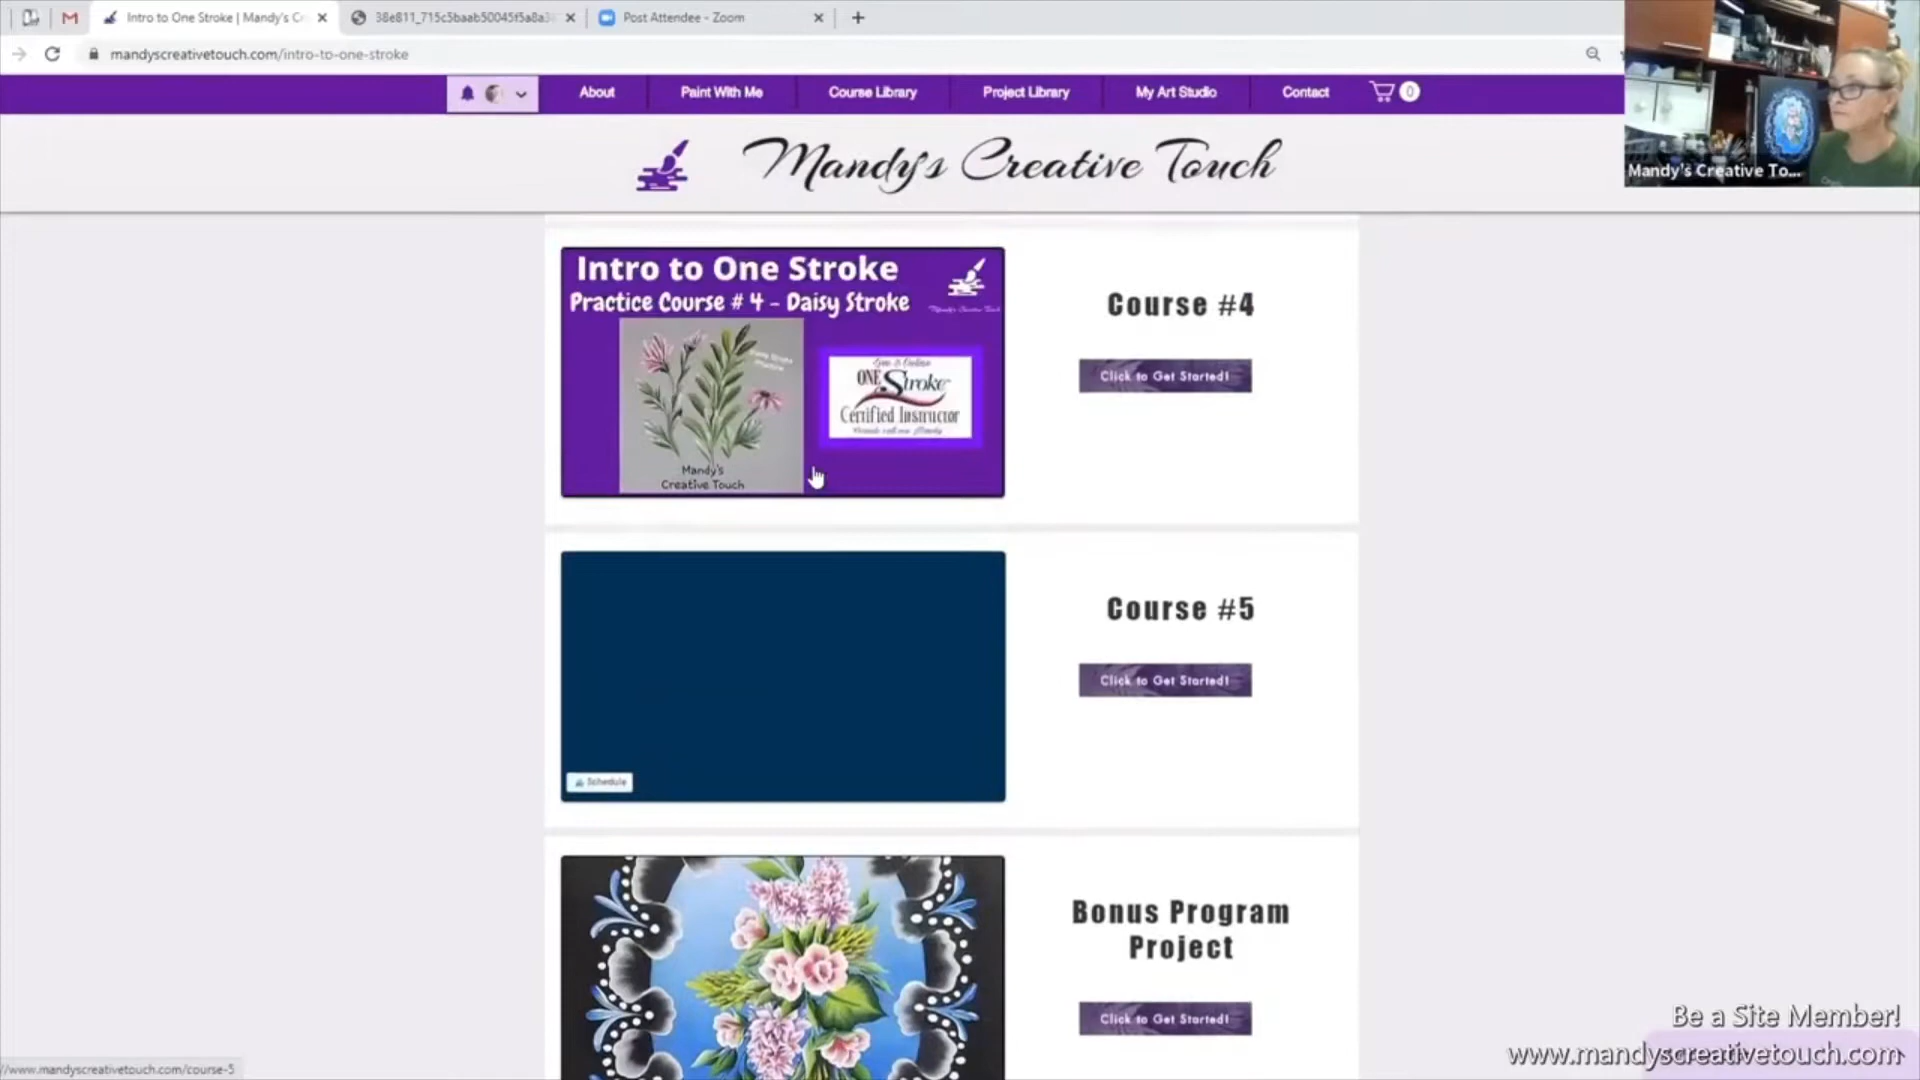 Intro to One Stroke | Mandy's C
38e811_715c5baab50045f5a8a3
Post Attendee - Zoom
mandyscreativetouch.com/intro-to-one-stroke
About
Paint With Me
Course Library
Project Library
My Art Studio
Contact
0
Mandy's Creative To...
Mandy's Creative Touch
Intro to One Stroke
Practice Course # 4 - Daisy Stroke
ONE Stroke
Certified Instructor
Mandy's
Creative Touch
Course #4
Click to Get Started!
Course #5
Click to Get Started!
Schedule
Bonus Program
Project
Click to Get Started!
Be a Site Member!
www.mandyscreativetouch.com
//www.mandyscreativetouch.com/course-5